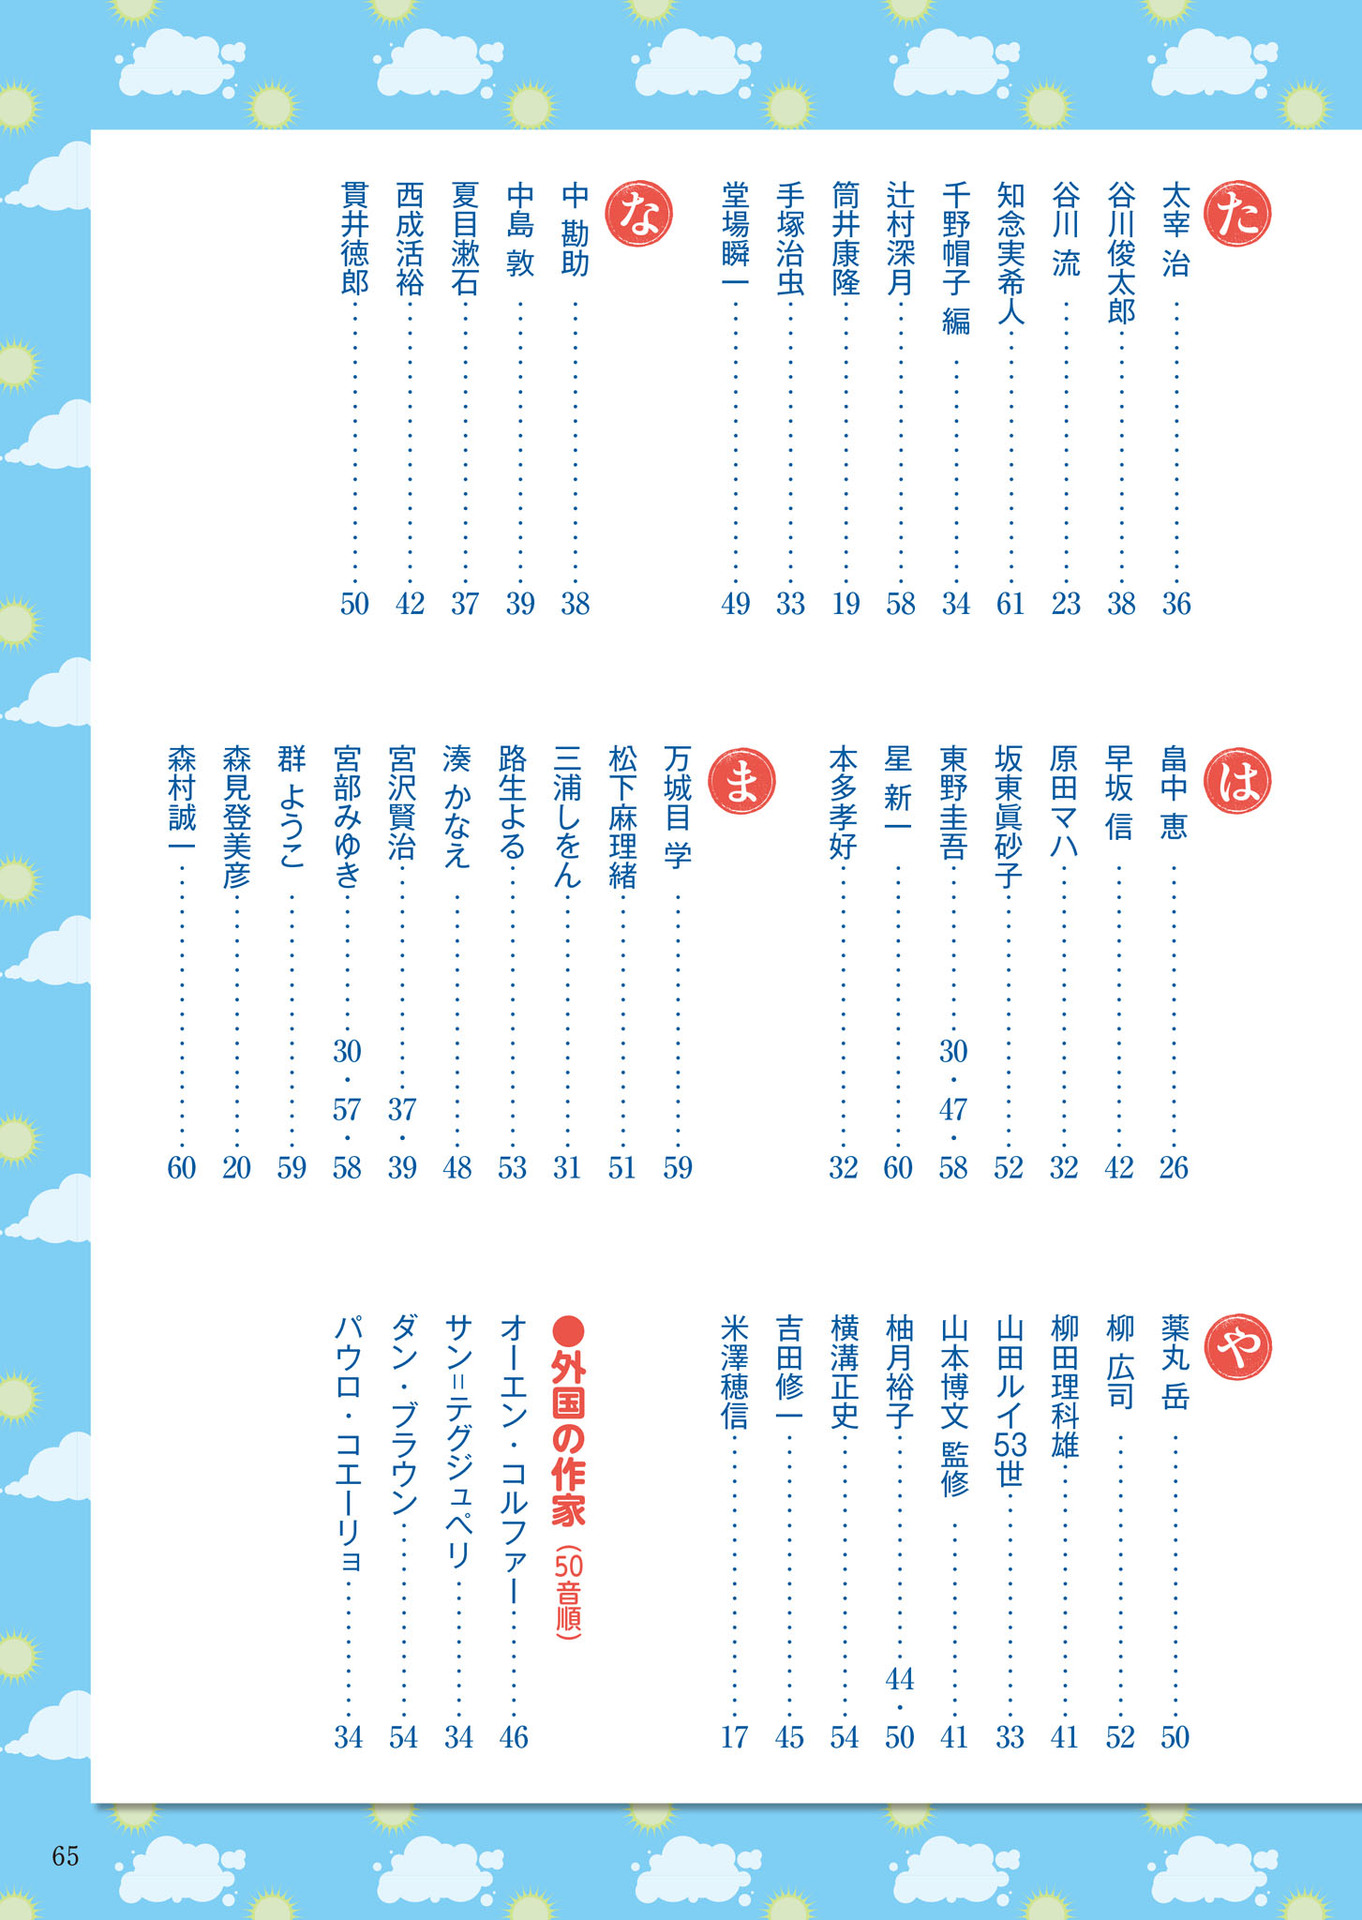 た
太宰 治 36
谷川俊太郎 38
谷川 流 23
知念実希人 61
千野帽子 編 34
辻村深月 58
筒井康隆 19
手塚治虫 33
堂場瞬一 49
な
中 勘助 38
中島 敦 39
夏目漱石 37
西成活裕 42
貫井徳郎 50
は
畠中 恵 26
早坂 信 42
原田マハ 32
坂東眞砂子 52
東野圭吾 30・47・58
星 新一 60
本多孝好 32
ま
万城目 学 59
松下麻理緒 51
三浦しをん 31
路生よる 53
湊 かなえ 48
宮沢賢治 37・39
宮部みゆき 30・57・58
群 ようこ 59
森見登美彦 20
森村誠一 60
や
薬丸 岳 50
柳 広司 52
柳田理科雄 41
山田ルイ53世 33
山本博文 監修 41
柚月裕子 44・50
横溝正史 54
吉田修一 45
米澤穂信 17
●外国の作家（50音順）
オーエン・コルファー 46
サン＝テグジュペリ 34
ダン・ブラウン 54
パウロ・コエーリョ 34
65